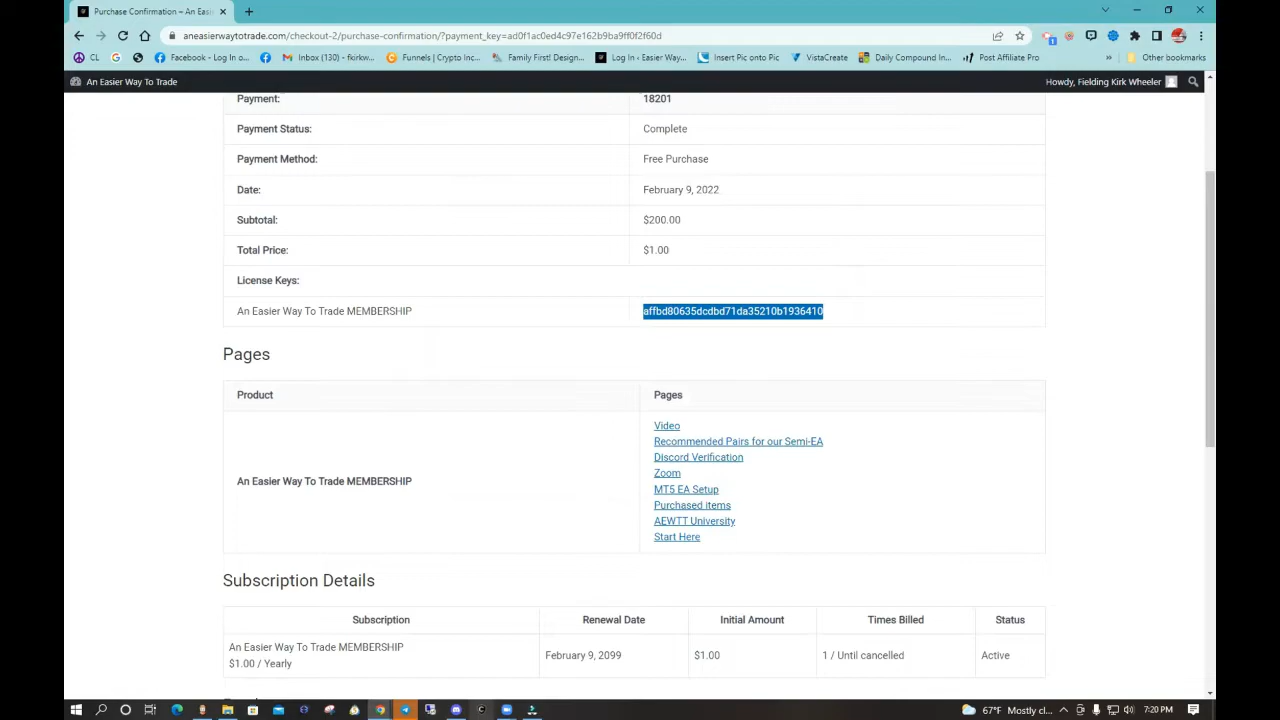 Purchase Confirmation – An Easi
aneasierwaytotrade.com/checkout-2/purchase-confirmation/?payment_key=ad0f1ac0ed4c97e162b9ba9ff0f2f60d
CL
Facebook - Log In o...
Inbox (130) - fkirkw...
Funnels | Crypto Inc...
Family First! Design...
Log In ‹ Easier Way...
Insert Pic onto Pic
VistaCreate
Daily Compound In...
Post Affiliate Pro
»
Other bookmarks
An Easier Way To Trade
Howdy, Fielding Kirk Wheeler
Payment: 18201
Payment Status: Complete
Payment Method: Free Purchase
Date: February 9, 2022
Subtotal: $200.00
Total Price: $1.00
License Keys:
An Easier Way To Trade MEMBERSHIP affbd80635dcdbd71da35210b1936410
Pages
Product Pages
Video
Recommended Pairs for our Semi-EA
Discord Verification
Zoom
An Easier Way To Trade MEMBERSHIP
MT5 EA Setup
Purchased items
AEWTT University
Start Here
Subscription Details
Subscription Renewal Date Initial Amount Times Billed Status
An Easier Way To Trade MEMBERSHIP
$1.00 / Yearly
February 9, 2099 $1.00 1 / Until cancelled Active
67°F Mostly cl...
7:20 PM